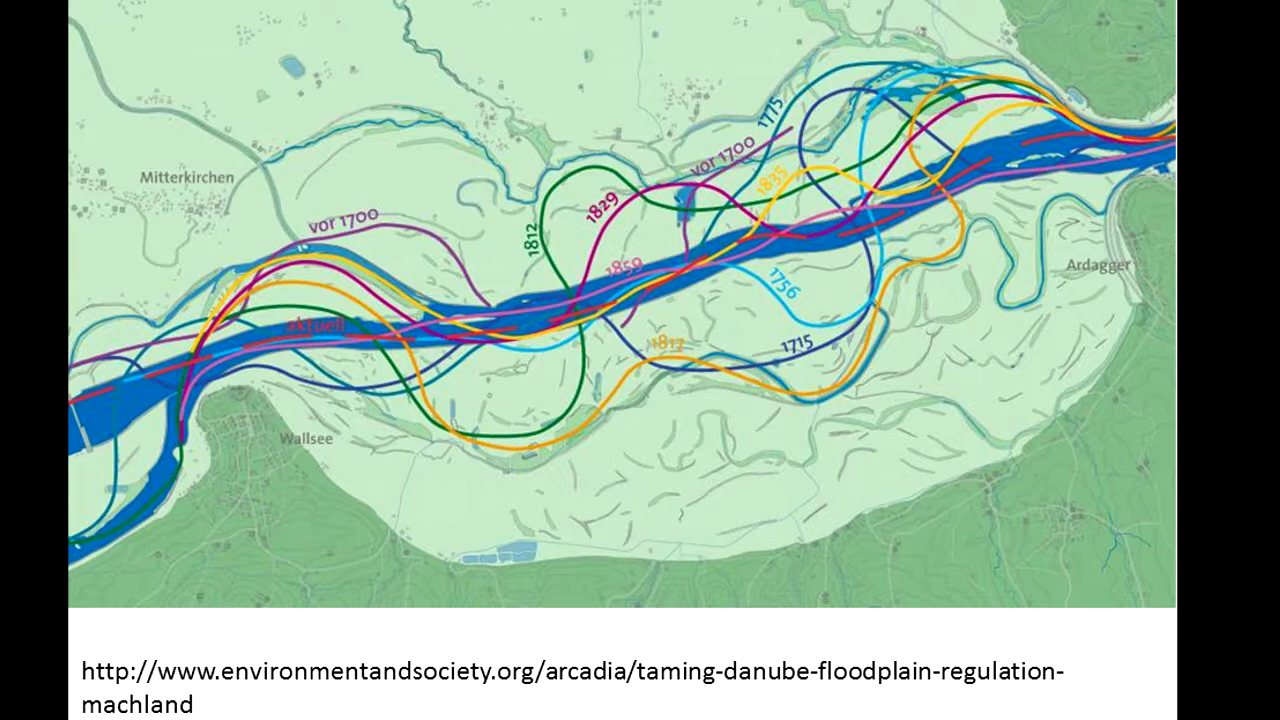 1775
vor 1700
Mitterkirchen
1835
vor 1700
1829
1812
1859
Ardagger
1756
aktuell
1817
1715
Wallsee
http://www.environmentandsociety.org/arcadia/taming-danube-floodplain-regulation-
machland